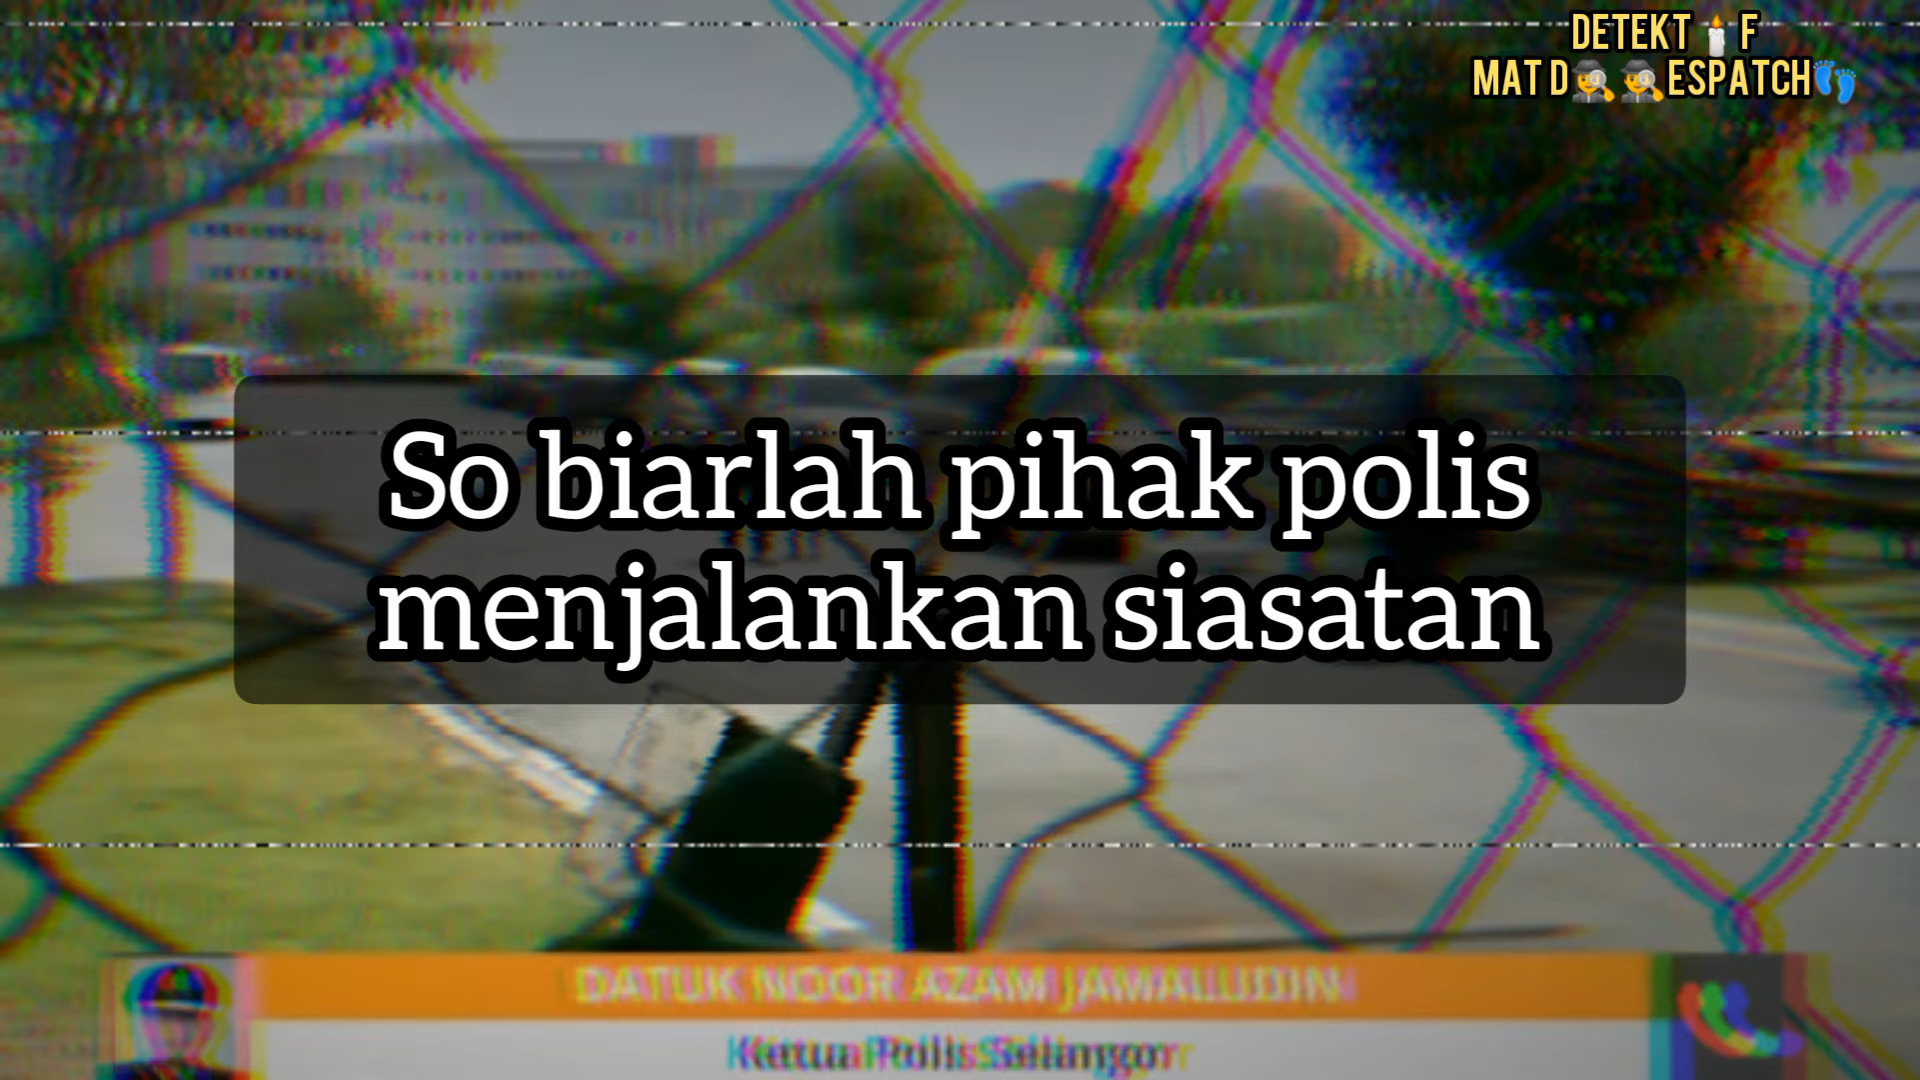 DETEKT🕯️F
MAT D🕵️🕵️ESPATCH👣
So biarlah pihak polis
menjalankan siasatan
DATUK NOOR AZAM JAMALUDIN
Ketua Polis Selangor